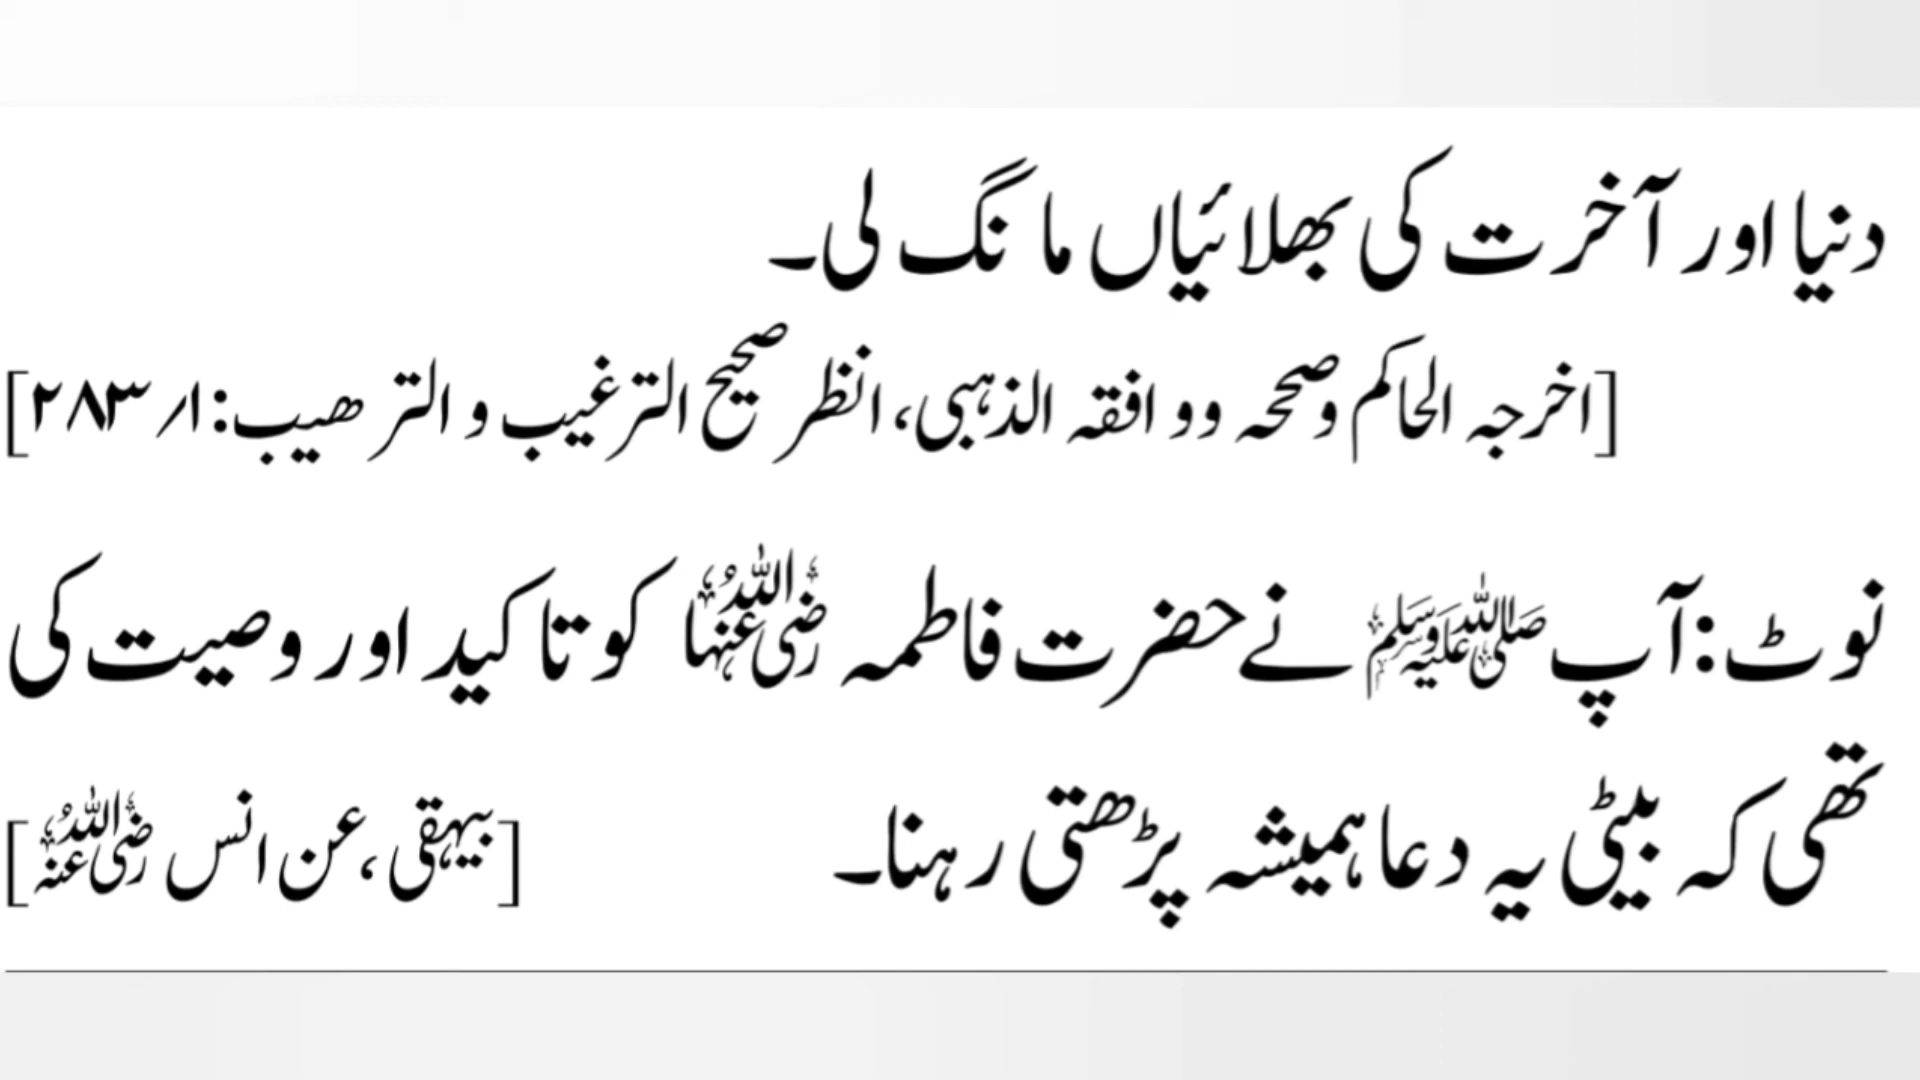 دنیا اور آخرت کی بھلائیاں مانگ لی۔
[اخرجہ الحاکم وصححہ ووافقہ الذہبی، انظر صحیح الترغیب و الترھیب: ۱؍۲۸۳]
نوٹ: آپ ﷺ نے حضرت فاطمہ رضی اللہ عنہا کو تاکید اور وصیت کی
تھی کہ بیٹی یہ دعا ہمیشہ پڑھتی رہنا۔ [بیہقی، عن انس رضی اللہ عنہ]